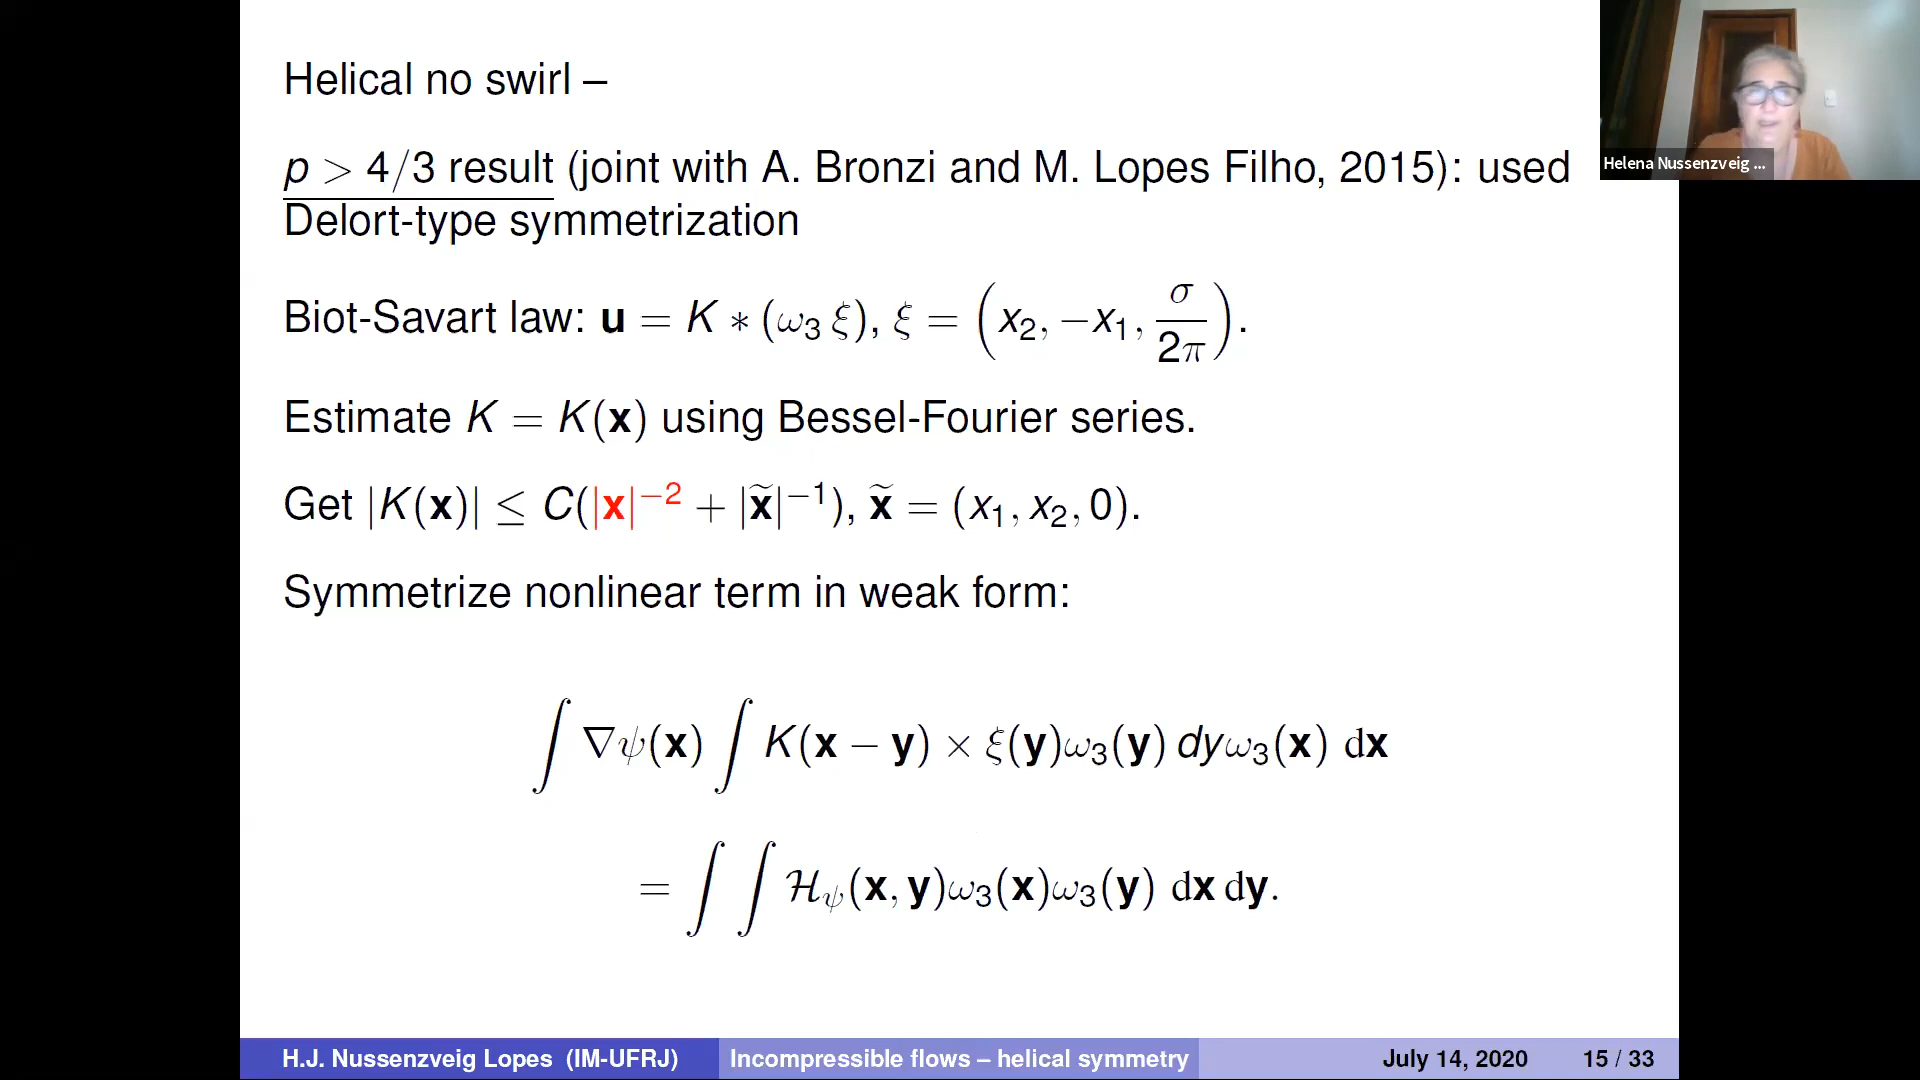 Helical no swirl –
p > 4/3 result (joint with A. Bronzi and M. Lopes Filho, 2015): used
Delort-type symmetrization
Biot-Savart law: u = K ∗ (ω₃ ξ), ξ = (x₂, −x₁, σ/2π).
Estimate K = K(x) using Bessel-Fourier series.
Get |K(x)| ≤ C(|x|⁻² + |x̃|⁻¹), x̃ = (x₁, x₂, 0).
Symmetrize nonlinear term in weak form:
∫ ∇ψ(x) ∫ K(x − y) × ξ(y)ω₃(y) dyω₃(x) dx
= ∫ ∫ ℋ_ψ(x, y)ω₃(x)ω₃(y) dx dy.
H.J. Nussenzveig Lopes (IM-UFRJ) Incompressible flows – helical symmetry July 14, 2020 15 / 33
Helena Nussenzveig ...